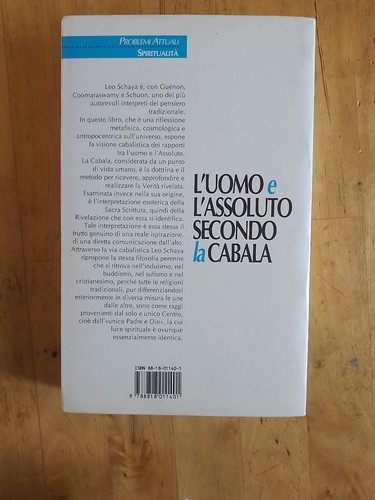 PROBLEMI ATTUALI
SPIRITUALITÀ
Leo Schaya è, con Guénon,
Coomaraswamy e Schuon, uno dei più
autorevoli interpreti del pensiero
tradizionale.
In questo libro, che è una riflessione
metafisica, cosmologica e
antropocentrica sull'universo, espone
la visione cabalistica dei rapporti
tra l'uomo e l'Assoluto.
La Cabala, considerata da un punto
di vista umano, è la dottrina e il
metodo per ricevere, approfondire e
realizzare la Verità rivelata.
Esaminata invece nella sua origine,
è l'interpretazione esoterica della
Sacra Scrittura, quindi della
Rivelazione che con essa si identifica.
Tale interpretazione è essa stessa il
frutto genuino di una reale ispirazione,
di una diretta comunicazione dall'alto.
Attraverso la via cabalistica Leo Schaya
ripropone la stessa filosofia perenne
che si ritrova nell'induismo, nel
buddismo, nel sufismo e nel
cristianesimo, perché tutte le religioni
tradizionali; pur differenziandosi
esteriormente in diversa misura le une
dalle altre, sono come raggi
provenienti dal solo e unico Centro,
cioè dall'«unico Padre e Dio», la cui
luce spirituale è ovunque
essenzialmente identica.
L'UOMO e
L'ASSOLUTO
SECONDO
la CABALA
ISBN 88-18-01140-5
9 788818 011401